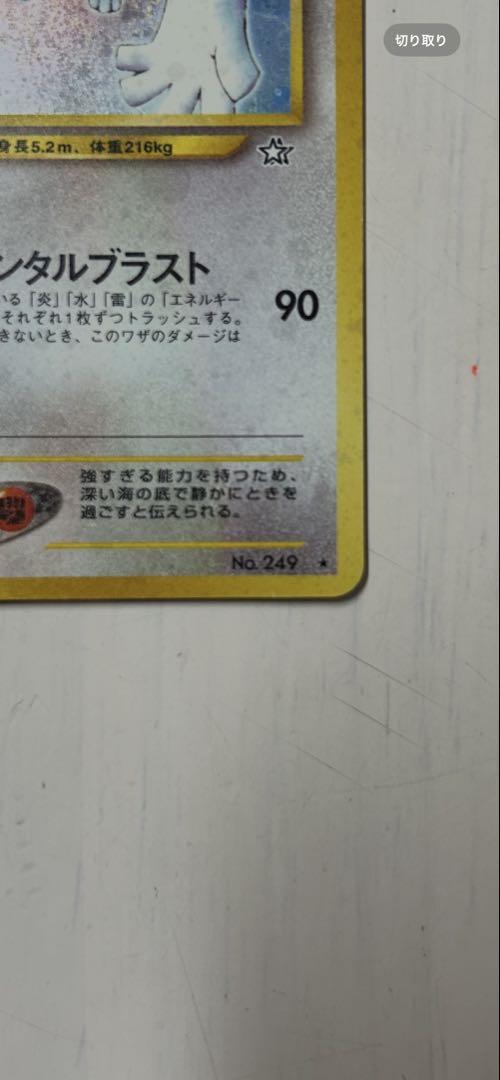 切り取り
身長5.2m、体重216kg
ンタルブラスト
いる「炎」「水」「雷」の「エネルギー
それぞれ1枚ずつトラッシュする。
きないとき、このワザのダメージは
90
強すぎる能力を持つため、
深い海の底で静かにときを
過ごすと伝えられる。
No. 249 ★